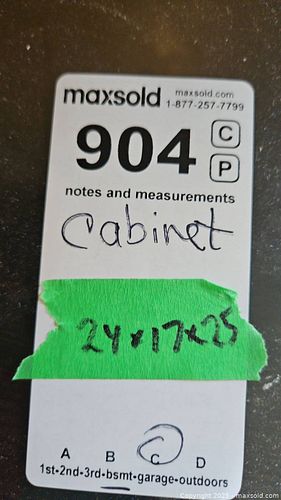 maxsold maxsold.com
1-877-257-7799
904 C
P
notes and measurements
Cabinet
24x17x25
A B C D
1st-2nd-3rd-bsmt-garage-outdoors
Copyright 2025 - maxsold.com